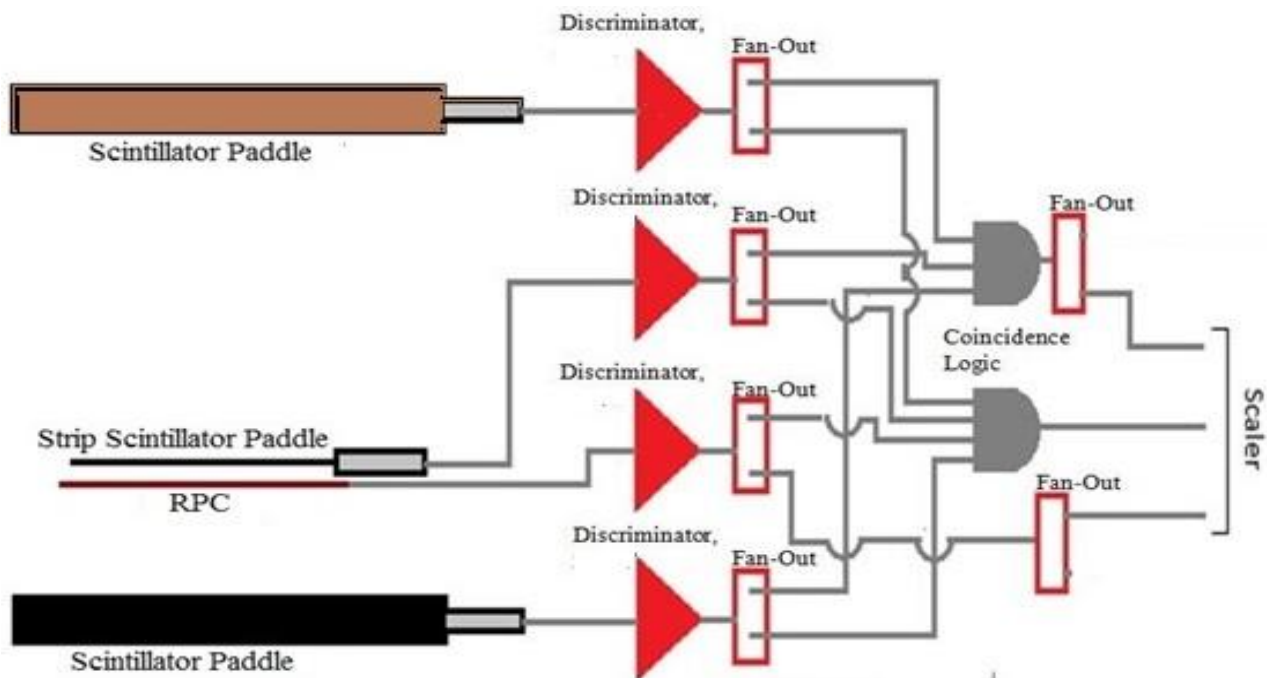 Discriminator,
Fan-Out
Scintillator Paddle
Discriminator,
Fan-Out
Fan-Out
Coincidence
Logic
Discriminator,
Fan-Out
Scaler
Strip Scintillator Paddle
RPC
Fan-Out
Discriminator,
Fan-Out
Scintillator Paddle